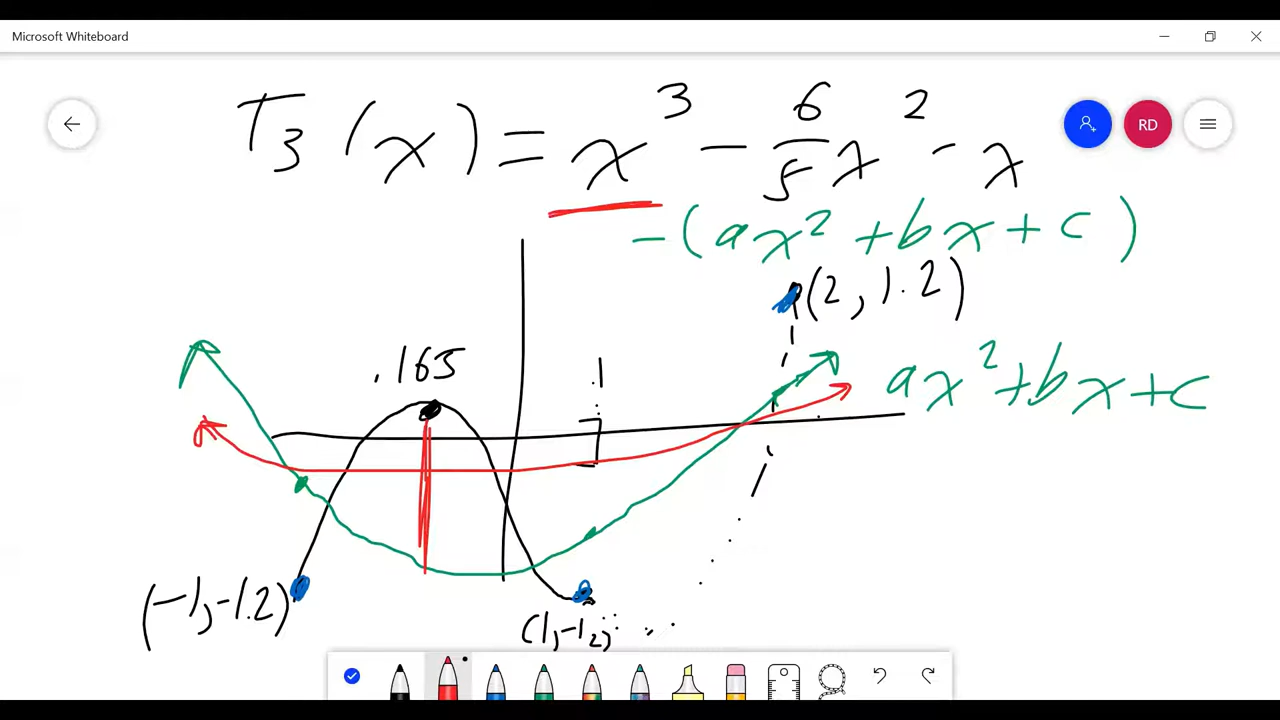 Microsoft Whiteboard
T₃(x) = x³ - 6/5 x² - x
RD
-(ax² + bx + c)
(2, 1.2)
.165
.1
ax² + bx + c
(-1, -1.2)
(1, -1.2)